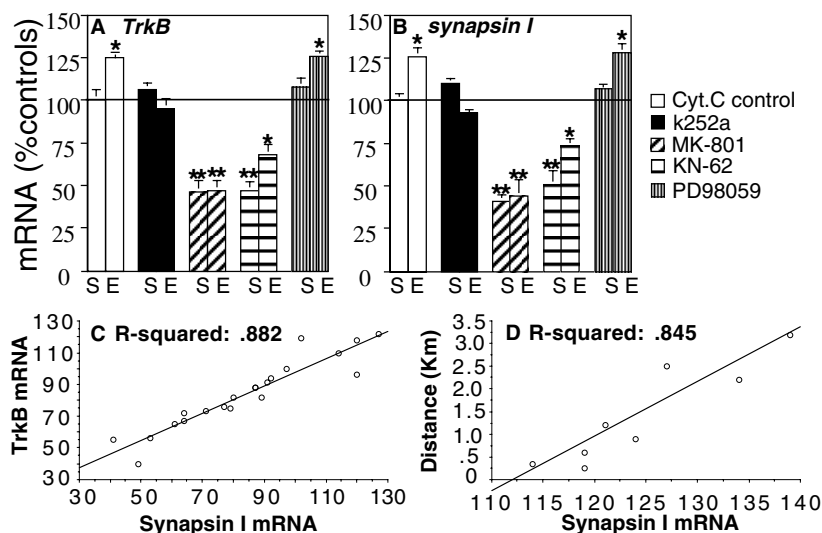 A TrkB
B synapsin I
mRNA (%controls)
150
125
100
75
50
25
0
*
**
**
**
*
*
S E S E S E S E S E
150
125
100
75
50
25
0
*
**
**
**
*
*
S E S E S E S E S E
Cyt.C control
k252a
MK-801
KN-62
PD98059
C R-squared: .882
TrkB mRNA
130
110
90
70
50
30
30 50 70 90 110 130
Synapsin I mRNA
D R-squared: .845
Distance (Km)
3.5
3.0
2.5
2.0
1.5
1.0
.5
0
110 115 120 125 130 135 140
Synapsin I mRNA